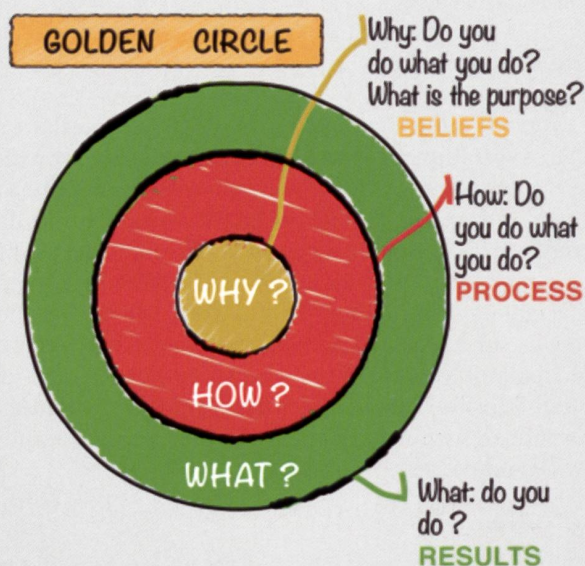 GOLDEN CIRCLE
Why: Do you
do what you do?
What is the purpose?
BELIEFS
How: Do
you do what
you do?
PROCESS
WHY ?
HOW ?
WHAT ?
What: do you
do ?
RESULTS